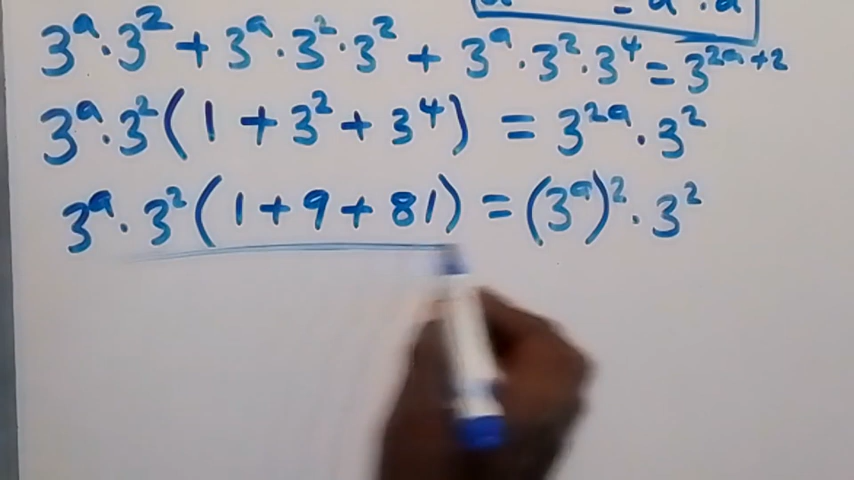 = a · a
3^a · 3^2 + 3^a · 3^2 · 3^2 + 3^a · 3^2 · 3^4 = 3^{2a+2}
3^a · 3^2 (1 + 3^2 + 3^4) = 3^{2a} · 3^2
3^a · 3^2 (1 + 9 + 81) = (3^a)^2 · 3^2